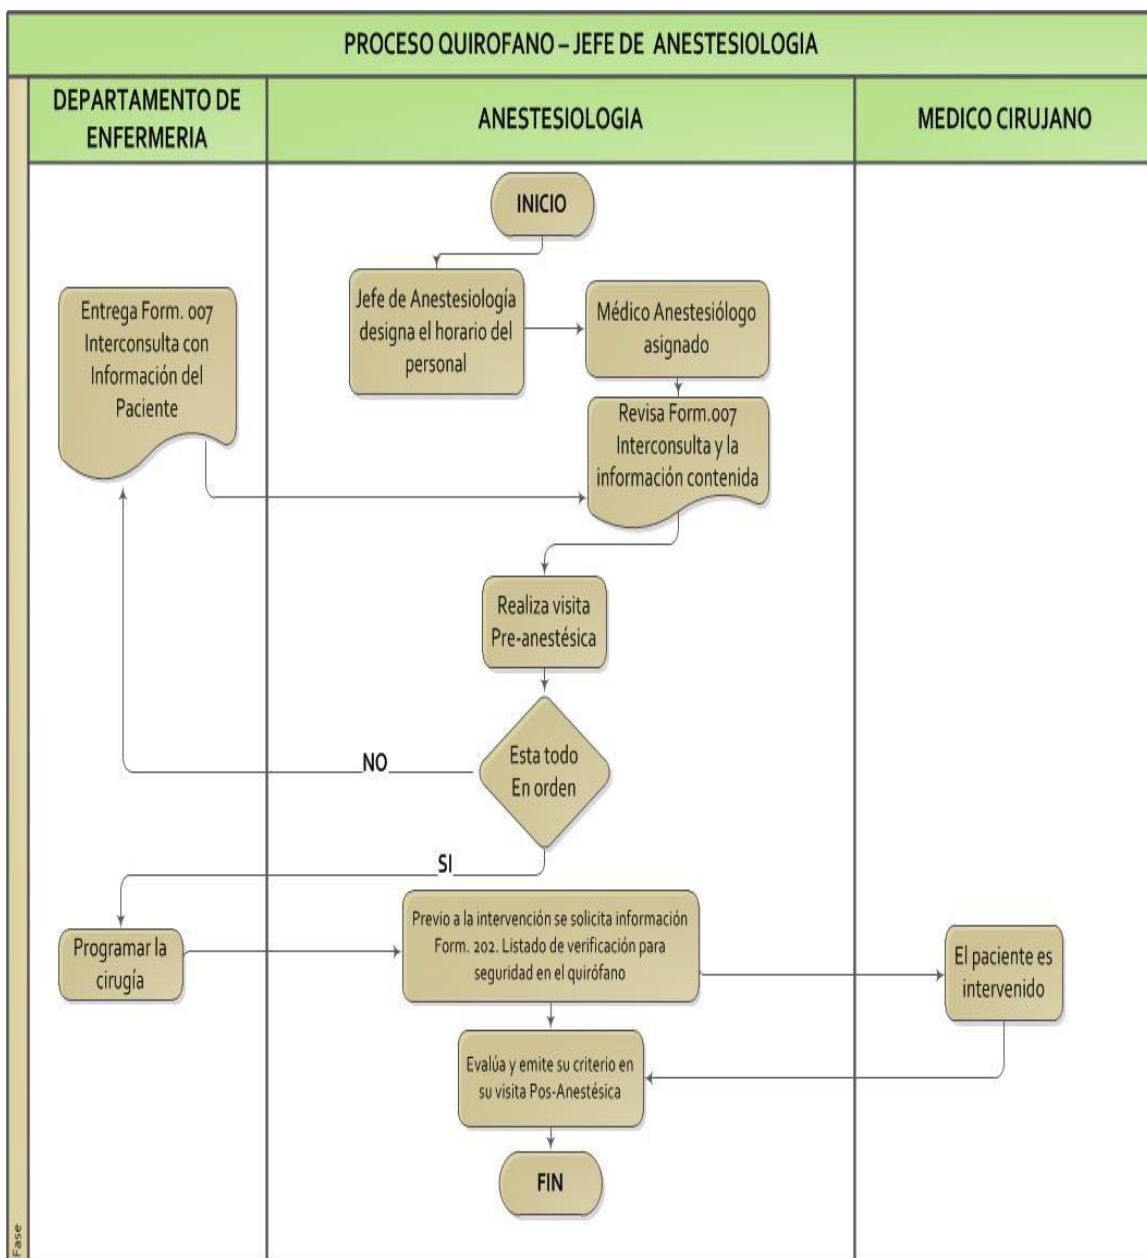 PROCESO QUIROFANO – JEFE DE ANESTESIOLOGIA
DEPARTAMENTO DE
ENFERMERIA
ANESTESIOLOGIA
MEDICO CIRUJANO
INICIO
Jefe de Anestesiología
designa el horario del
personal
Médico Anestesiólogo
asignado
Entrega Form. 007
Interconsulta con
Información del
Paciente
Revisa Form.007
Interconsulta y la
información contenida
Realiza visita
Pre-anestésica
Esta todo
En orden
NO
SI
Programar la
cirugía
Previo a la intervención se solicita información
Form. 202. Listado de verificación para
seguridad en el quirófano
El paciente es
intervenido
Evalúa y emite su criterio en
su visita Pos-Anestésica
FIN
Fase